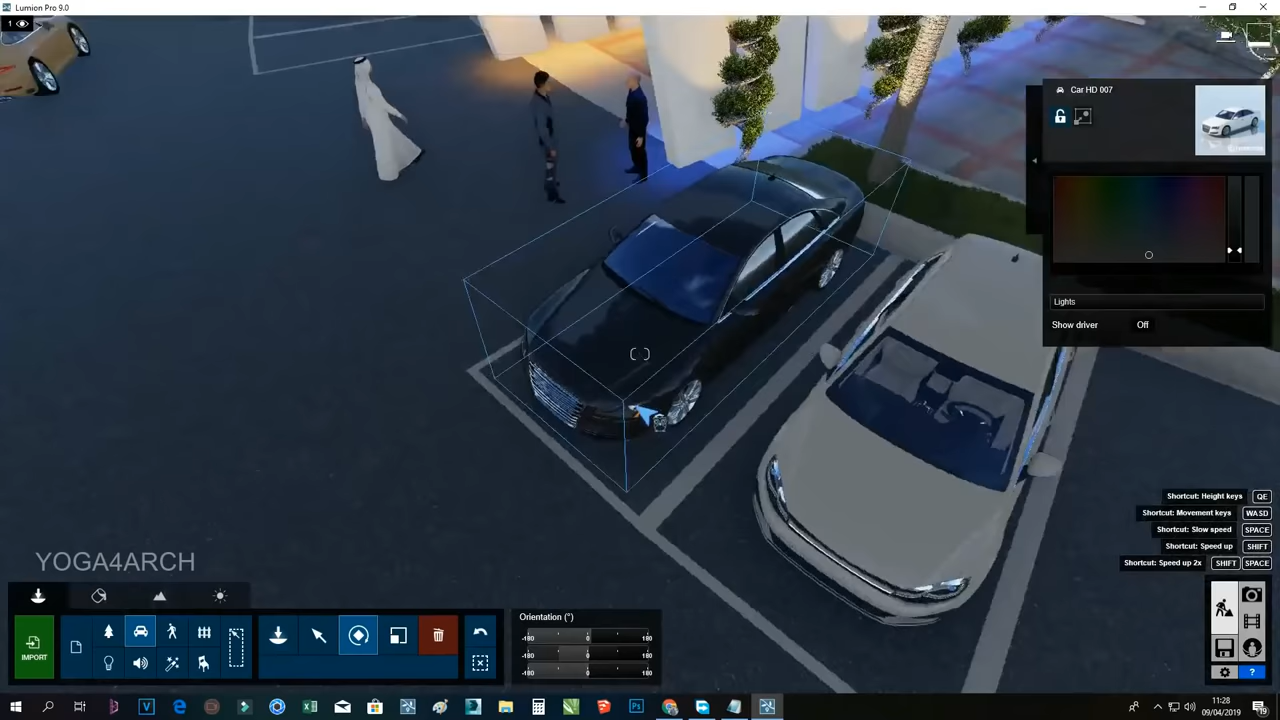 Lumion Pro 9.0
1
Car HD 007
Lights
Show driver Off
Shortcut: Height keys QE
Shortcut: Movement keys WASD
Shortcut: Slow speed SPACE
Shortcut: Speed up SHIFT
Shortcut: Speed up 2x SHIFT SPACE
YOGA4ARCH
IMPORT
Orientation (°)
-180 0 180
-180 0 180
-180 0 180
?
11:28
09/04/2019